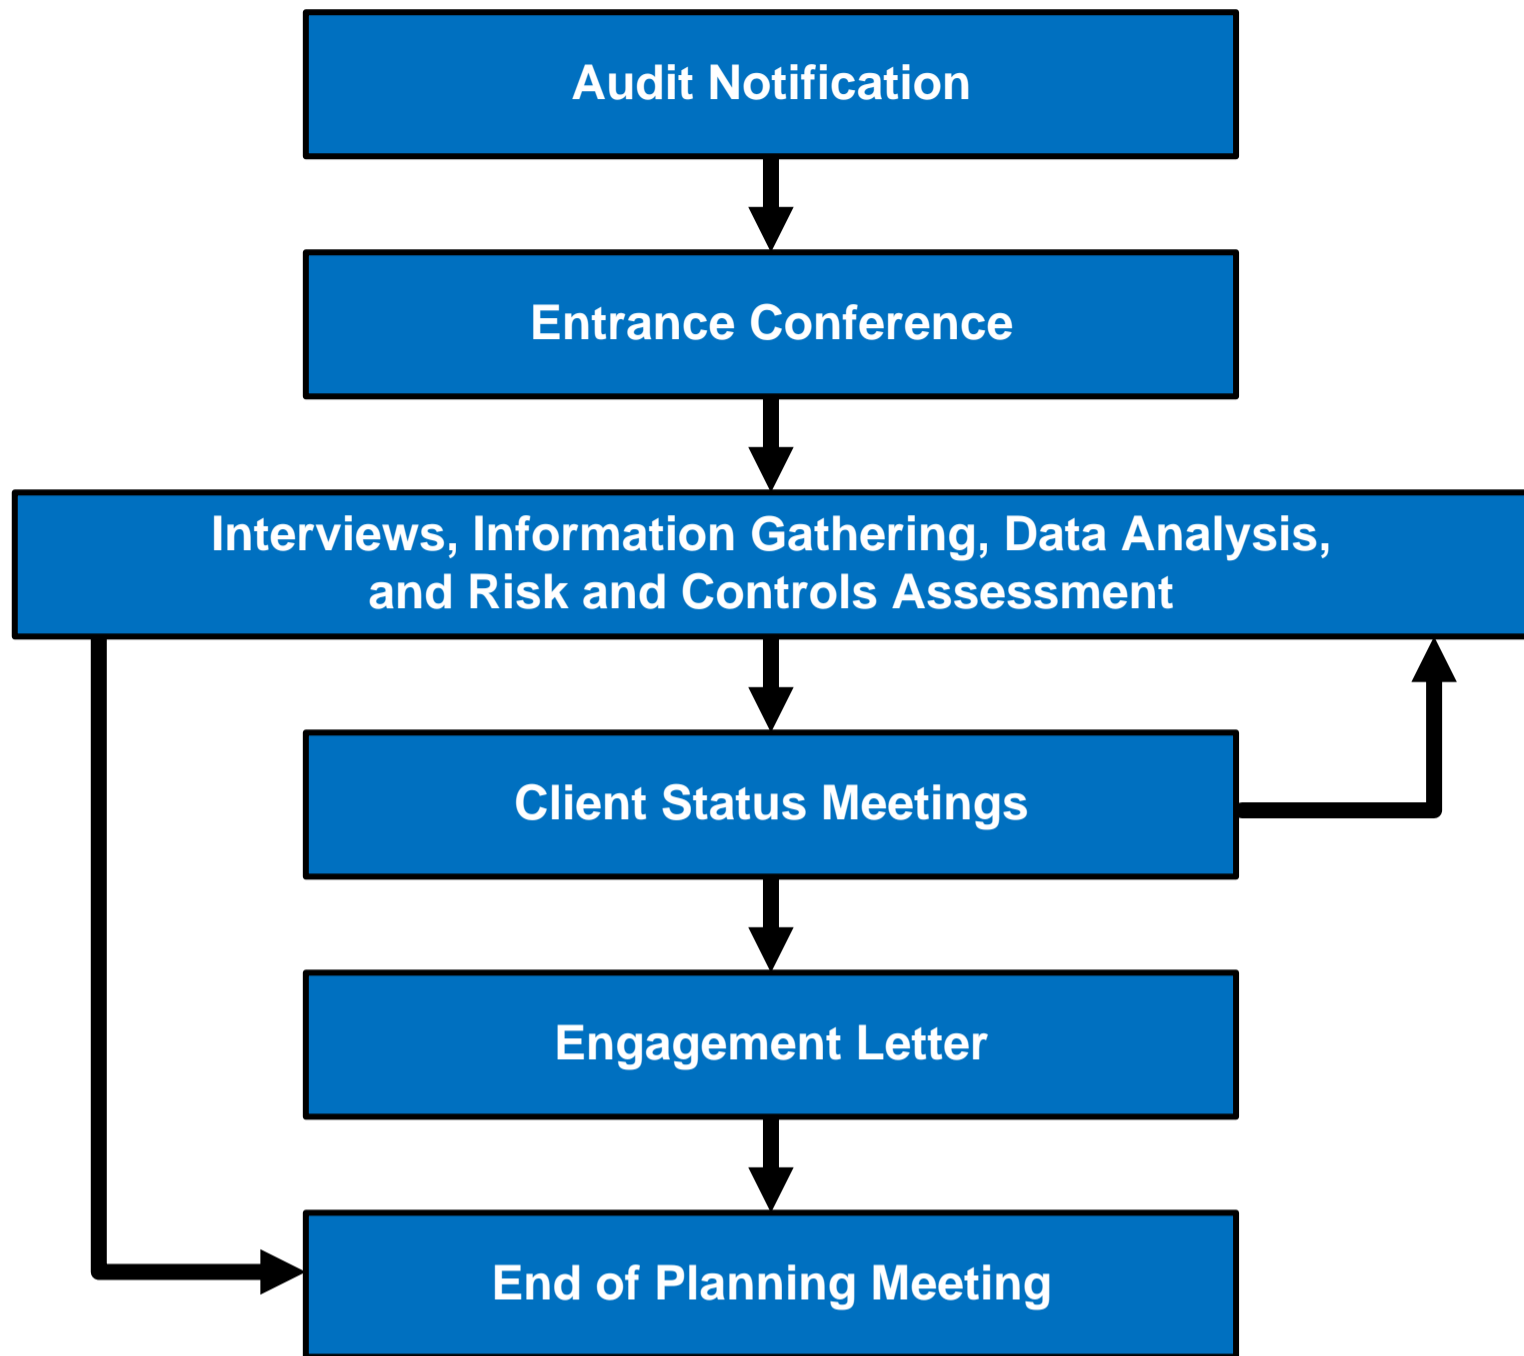 Audit Notification
Entrance Conference
Interviews, Information Gathering, Data Analysis,
and Risk and Controls Assessment
Client Status Meetings
Engagement Letter
End of Planning Meeting